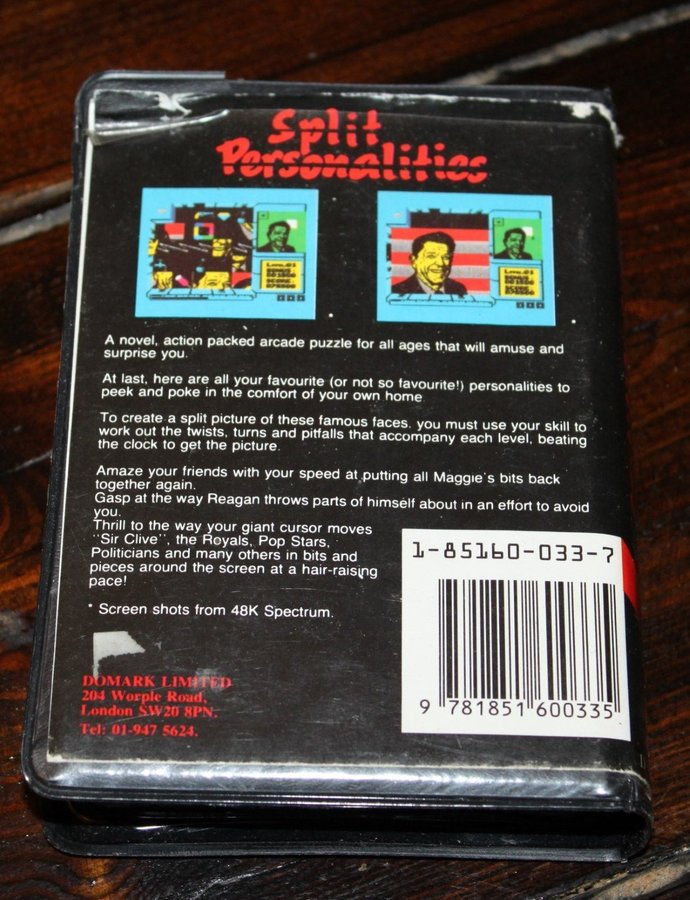 Split
Personalities
A novel, action packed arcade puzzle for all ages that will amuse and
surprise you.
At last, here are all your favourite (or not so favourite!) personalities to
peek and poke in the comfort of your own home
To create a split picture of these famous faces, you must use your skill to
work out the twists, turns and pitfalls that accompany each level, beating
the clock to get the picture.
Amaze your friends with your speed at putting all Maggie's bits back
together again.
Gasp at the way Reagan throws parts of himself about in an effort to avoid
you.
Thrill to the way your giant cursor moves
"Sir Clive", the Royals, Pop Stars,
Politicians and many others in bits and
pieces around the screen at a hair-raising
pace!
* Screen shots from 48K Spectrum.
DOMARK LIMITED
204 Worple Road,
London SW20 8PN.
Tel: 01-947 5624.
1-85160-033-7
9 781851 600335